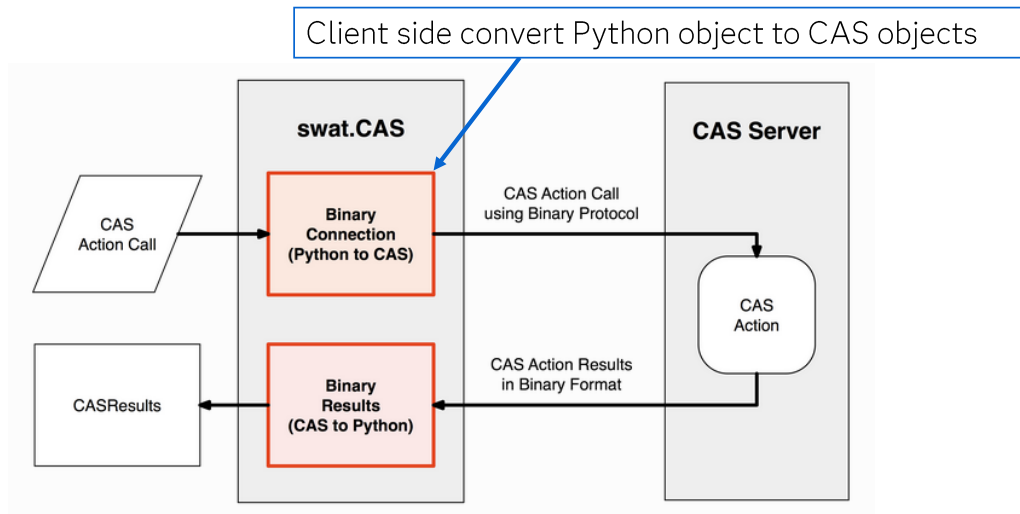 Client side convert Python object to CAS objects
swat.CAS
CAS Server
CAS
Action Call
Binary
Connection
(Python to CAS)
CAS Action Call
using Binary Protocol
CAS
Action
CASResults
Binary
Results
(CAS to Python)
CAS Action Results
in Binary Format